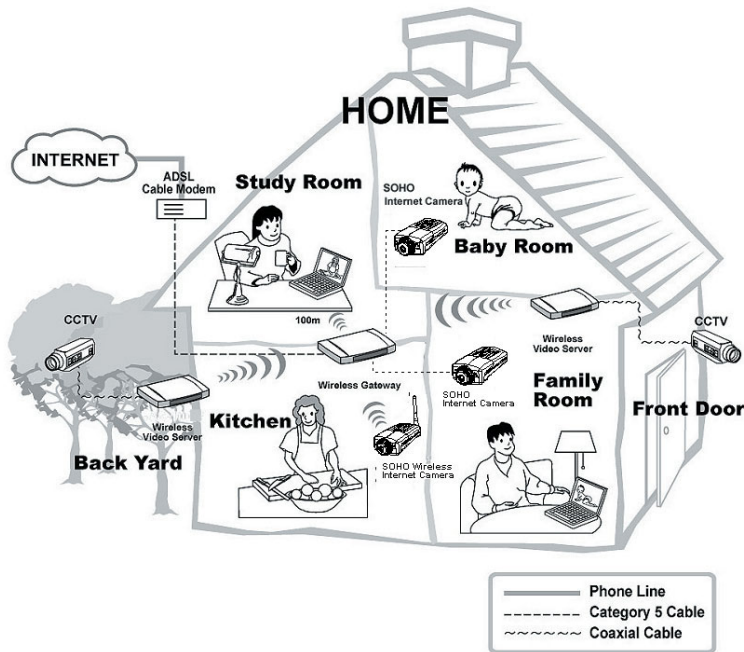 HOME
INTERNET
ADSL
Cable Modem
Study Room
SOHO
Internet Camera
Baby Room
100m
CCTV
Wireless
Video Server
CCTV
Wireless Gateway
Kitchen
SOHO
Internet Camera
Family
Room
Front Door
Wireless
Video Server
Back Yard
SOHO Wireless
Internet Camera
Phone Line
Category 5 Cable
Coaxial Cable